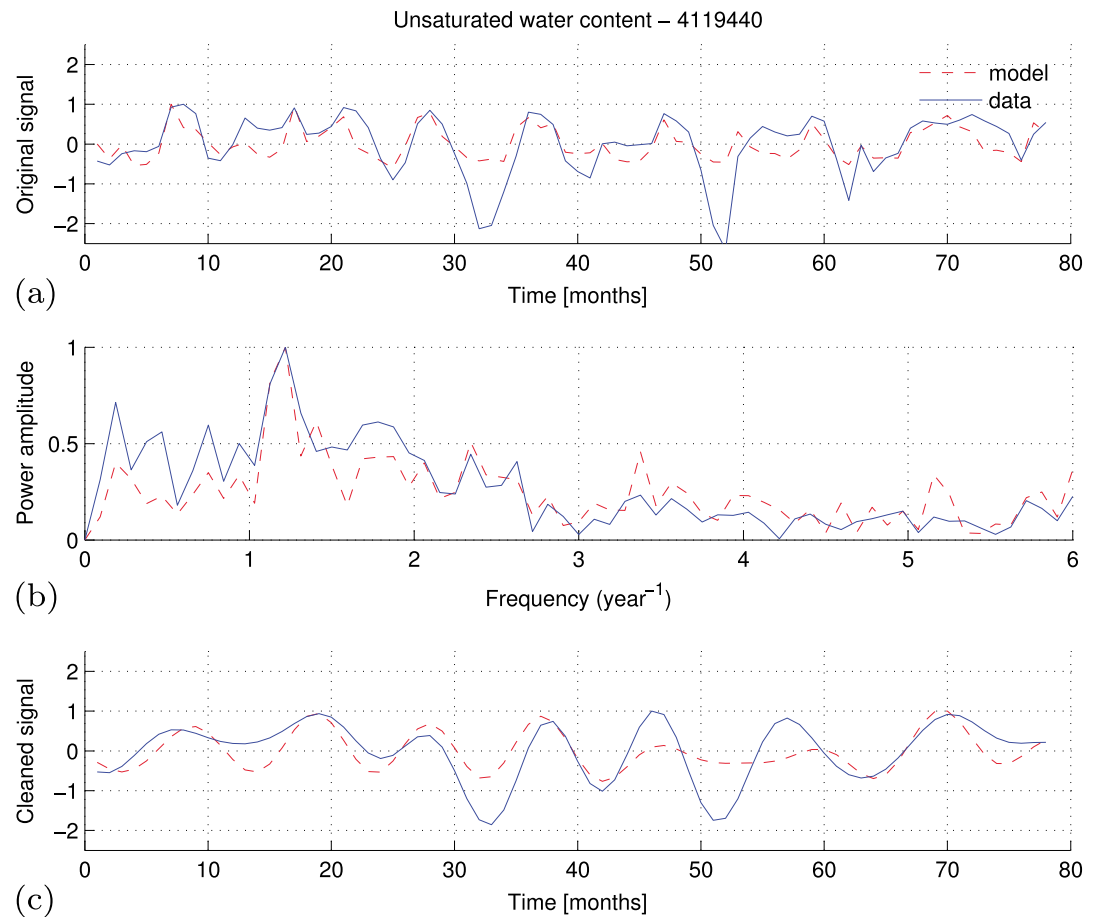 Unsaturated water content – 4119440
Original signal
2
1
0
−1
−2
model
data
0 10 20 30 40 50 60 70 80
(a)
Time [months]
Power amplitude
1
0.5
0
0 1 2 3 4 5 6
(b)
Frequency (year⁻¹)
Cleaned signal
2
1
0
−1
−2
0 10 20 30 40 50 60 70 80
(c)
Time [months]